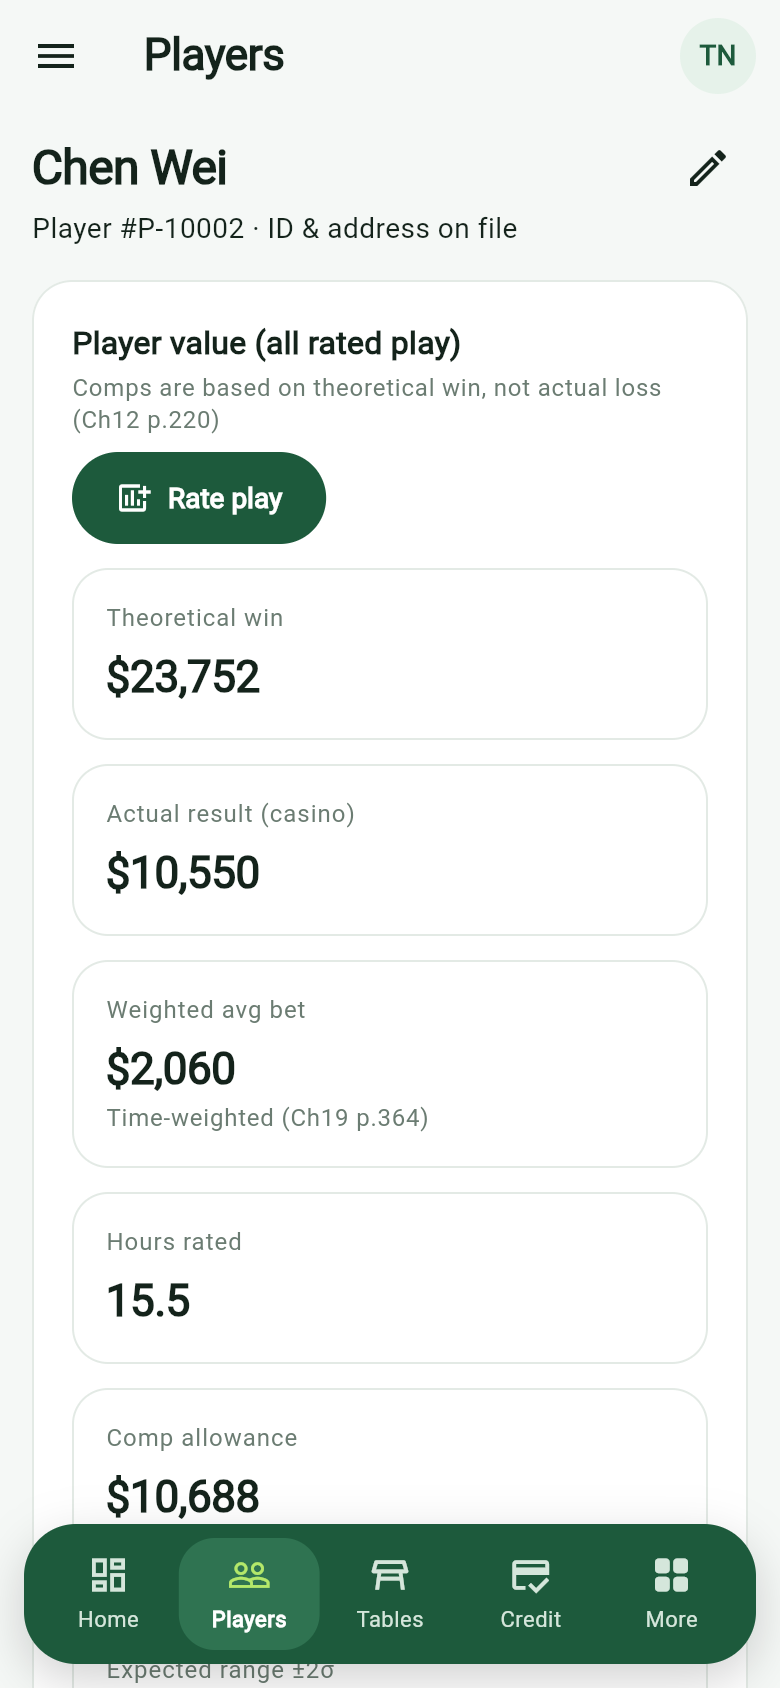 Players
TN
Chen Wei
Player #P-10002 · ID & address on file
Player value (all rated play)
Comps are based on theoretical win, not actual loss
(Ch12 p.220)
Rate play
Theoretical win
$23,752
Actual result (casino)
$10,550
Weighted avg bet
$2,060
Time-weighted (Ch19 p.364)
Hours rated
15.5
Comp allowance
$10,688
Home
Players
Tables
Credit
More
Expected range ±2σ